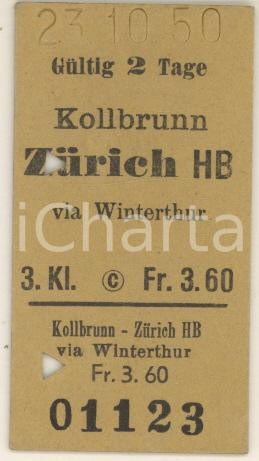 23 10 50
Gültig 2 Tage
Kollbrunn
Zürich HB
via Winterthur
iCharta
3. Kl. © Fr. 3.60
Kollbrunn - Zürich HB
via Winterthur
Fr. 3. 60
01123